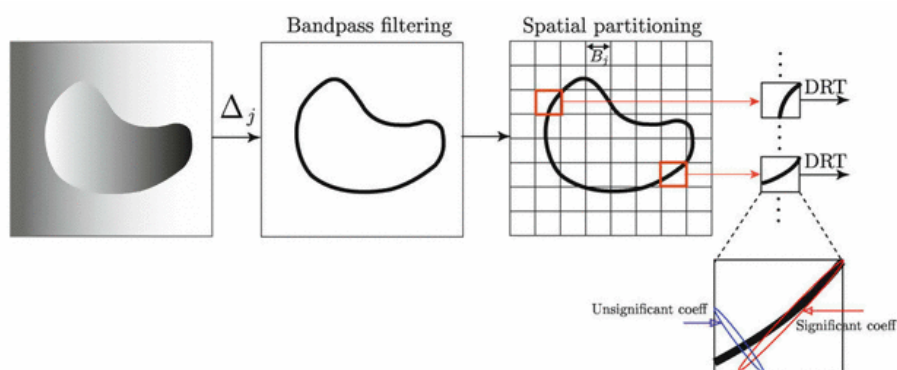 Bandpass filtering
Spatial partitioning
Δj
Bj
DRT
DRT
Unsignificant coeff
Significant coeff